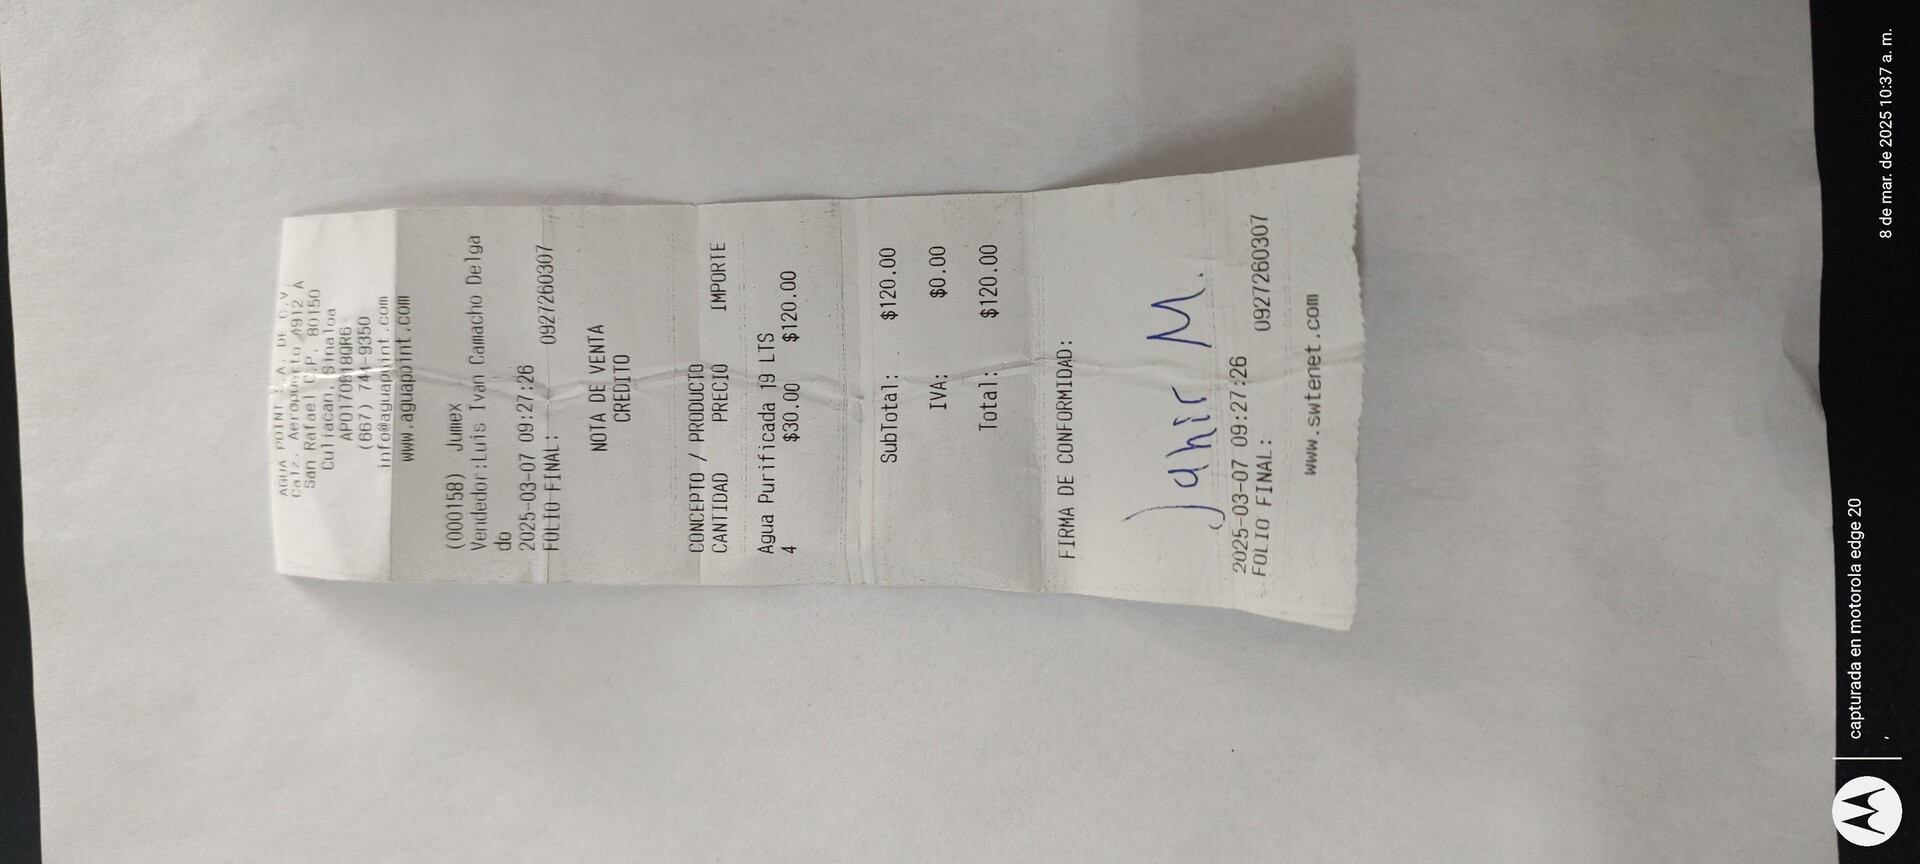 AGUA POINT S.A. DE C.V.
Calz. Aeropuerto 4912 A
San Rafael C.P. 80150
Culiacan, Sinaloa
APO170818QR6
(667) 744-9350
info@aguapoint.com
www.aguapoint.com
(000158) Jumex
Vendedor:Luis Ivan Camacho Delga
do
2025-03-07 09:27:26
FOLIO FINAL: 0927260307
NOTA DE VENTA
CREDITO
CONCEPTO / PRODUCTO
CANTIDAD PRECIO IMPORTE
Agua Purificada 19 LTS
4 $30.00 $120.00
SubTotal: $120.00
IVA: $0.00
Total: $120.00
FIRMA DE CONFORMIDAD:
Jahir M.
2025-03-07 09:27:26
FOLIO FINAL: 0927260307
www.swtenet.com
capturada en motorola edge 20
,
8 de mar. de 2025 10:37 a. m.